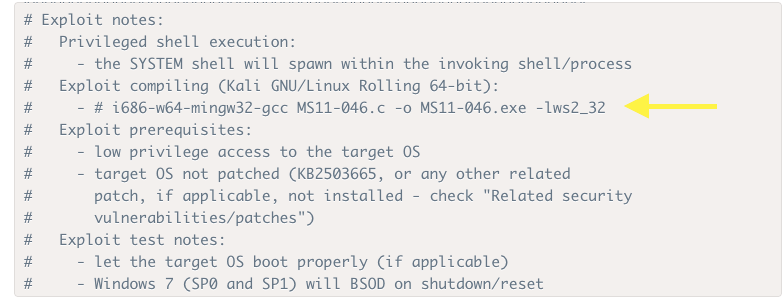 # Exploit notes:
#   Privileged shell execution:
#     - the SYSTEM shell will spawn within the invoking shell/process
#   Exploit compiling (Kali GNU/Linux Rolling 64-bit):
#     - # i686-w64-mingw32-gcc MS11-046.c -o MS11-046.exe -lws2_32
#   Exploit prerequisites:
#     - low privilege access to the target OS
#     - target OS not patched (KB2503665, or any other related
#       patch, if applicable, not installed - check "Related security
#       vulnerabilities/patches")
#   Exploit test notes:
#     - let the target OS boot properly (if applicable)
#     - Windows 7 (SP0 and SP1) will BSOD on shutdown/reset